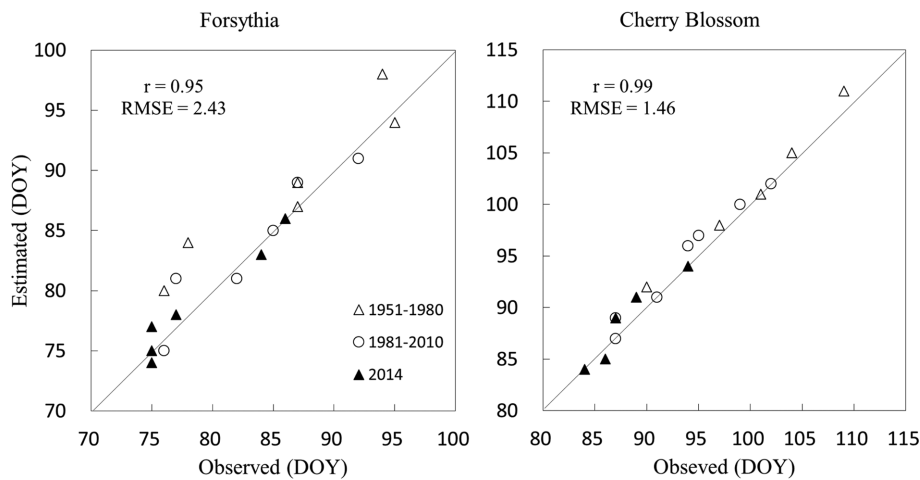 Forsythia
100
95
90
85
80
75
70
r = 0.95
RMSE = 2.43
Estimated (DOY)
1951-1980
1981-2010
2014
70 75 80 85 90 95 100
Observed (DOY)
Cherry Blossom
115
110
105
100
95
90
85
80
r = 0.99
RMSE = 1.46
80 85 90 95 100 105 110 115
Obseved (DOY)